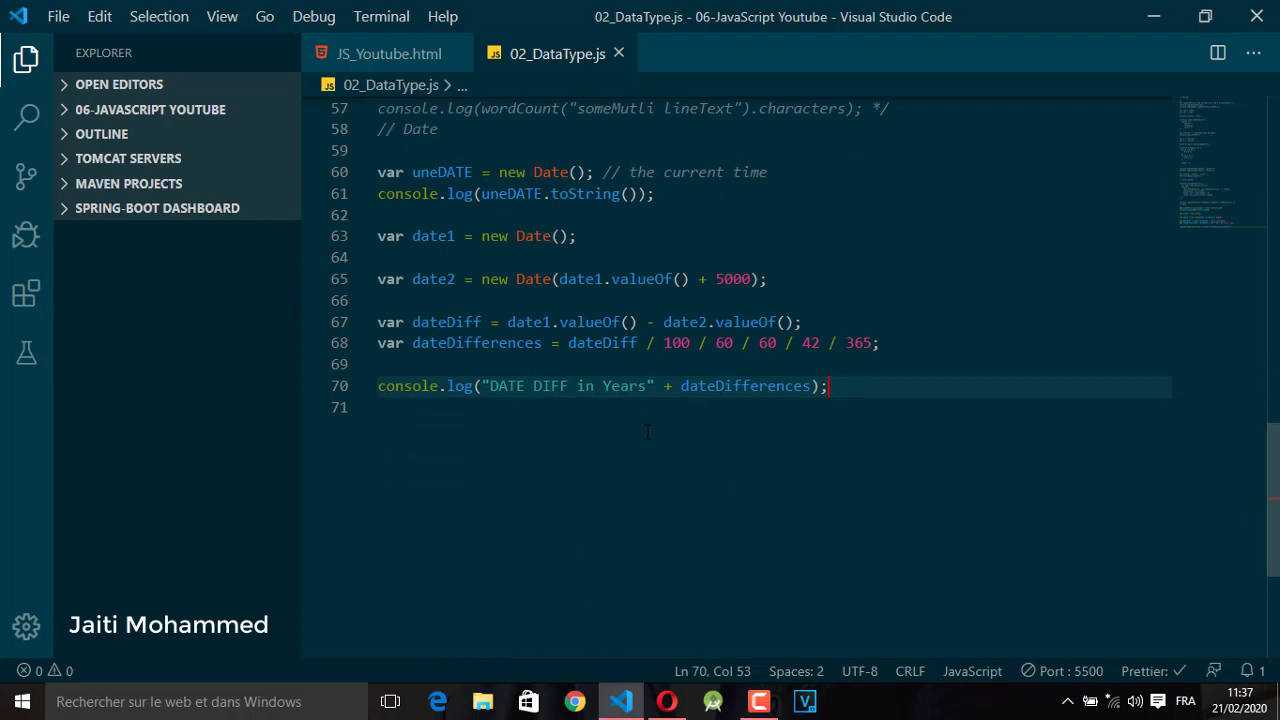 File Edit Selection View Go Debug Terminal Help 02_DataType.js - 06-JavaScript Youtube - Visual Studio Code
EXPLORER
OPEN EDITORS
06-JAVASCRIPT YOUTUBE
OUTLINE
TOMCAT SERVERS
MAVEN PROJECTS
SPRING-BOOT DASHBOARD
JS_Youtube.html 02_DataType.js
02_DataType.js > ...
57 console.log(wordCount("someMutli lineText").characters); */
58 // Date
59
60 var uneDATE = new Date(); // the current time
61 console.log(uneDATE.toString());
62
63 var date1 = new Date();
64
65 var date2 = new Date(date1.valueOf() + 5000);
66
67 var dateDiff = date1.valueOf() - date2.valueOf();
68 var dateDifferences = dateDiff / 100 / 60 / 60 / 42 / 365;
69
70 console.log("DATE DIFF in Years" + dateDifferences);
71
Jaiti Mohammed
0 0 Ln 70, Col 53 Spaces: 2 UTF-8 CRLF JavaScript Port : 5500 Prettier: 1
Rechercher sur le web et dans Windows
FRA
11:37
21/02/2020